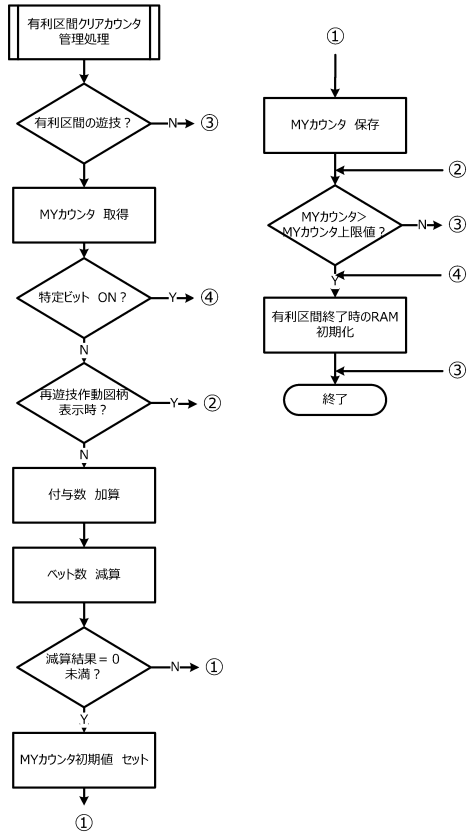 有利区間クリアカウンタ
管理処理
有利区間の遊技？
N
③
MYカウンタ 取得
特定ビット ON？
Y
④
N
再遊技作動図柄
表示時？
Y
②
N
付与数 加算
ベット数 減算
減算結果＝0
未満？
N
①
Y
MYカウンタ初期値 セット
①
①
MYカウンタ 保存
②
MYカウンタ＞
MYカウンタ上限値？
N
③
④
Y
有利区間終了時のRAM
初期化
③
終了